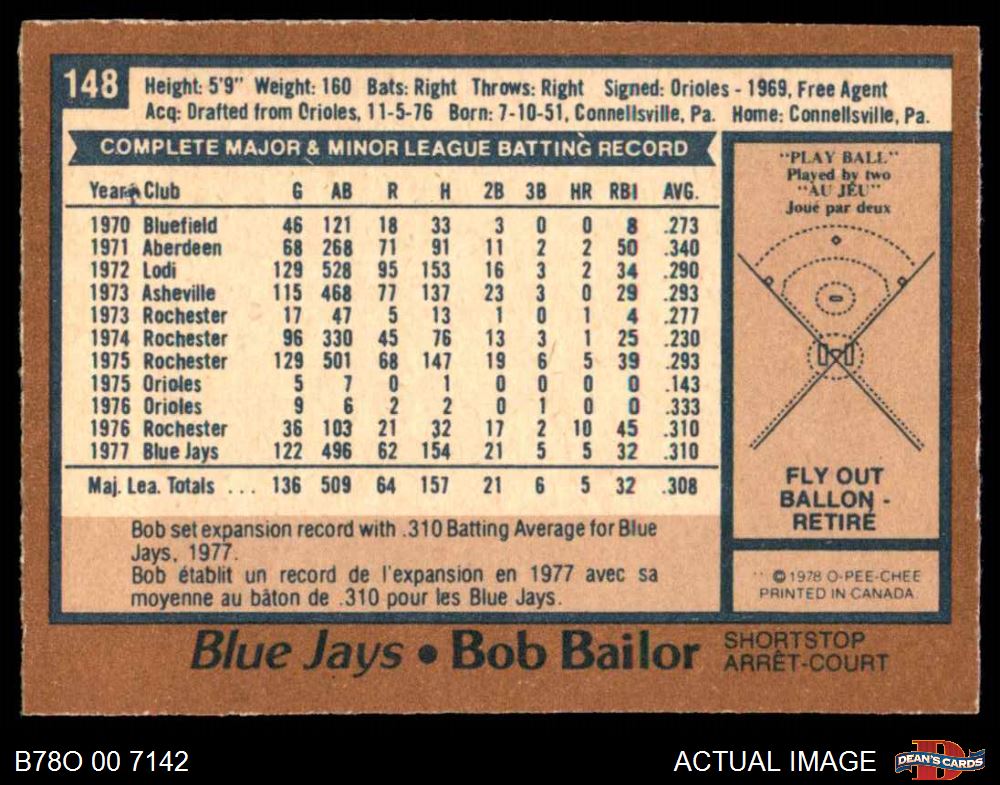 148
Height: 5'9" Weight: 160 Bats: Right Throws: Right Signed: Orioles - 1969, Free Agent
Acq: Drafted from Orioles, 11-5-76 Born: 7-10-51, Connellsville, Pa. Home: Connellsville, Pa.
COMPLETE MAJOR & MINOR LEAGUE BATTING RECORD
Year Club G AB R H 2B 3B HR RBI AVG.
1970 Bluefield 46 121 18 33 3 0 0 8 .273
1971 Aberdeen 68 268 71 91 11 2 2 50 .340
1972 Lodi 129 528 95 153 16 3 2 34 .290
1973 Asheville 115 468 77 137 23 3 0 29 .293
1973 Rochester 17 47 5 13 1 0 1 4 .277
1974 Rochester 96 330 45 76 13 3 1 25 .230
1975 Rochester 129 501 68 147 19 6 5 39 .293
1975 Orioles 5 7 0 1 0 0 0 0 .143
1976 Orioles 9 6 2 2 0 1 0 0 .333
1976 Rochester 36 103 21 32 17 2 10 45 .310
1977 Blue Jays 122 496 62 154 21 5 5 32 .310
Maj. Lea. Totals ... 136 509 64 157 21 6 5 32 .308
Bob set expansion record with .310 Batting Average for Blue
Jays, 1977.
Bob établit un record de l'expansion en 1977 avec sa
moyenne au bâton de .310 pour les Blue Jays.
"PLAY BALL"
Played by two
"AU JEU"
Joué par deux
FLY OUT
BALLON -
RETIRÉ
© 1978 O-PEE-CHEE
PRINTED IN CANADA
Blue Jays • Bob Bailor
SHORTSTOP
ARRÊT-COURT
B78O 00 7142
ACTUAL IMAGE
DEAN'S CARDS